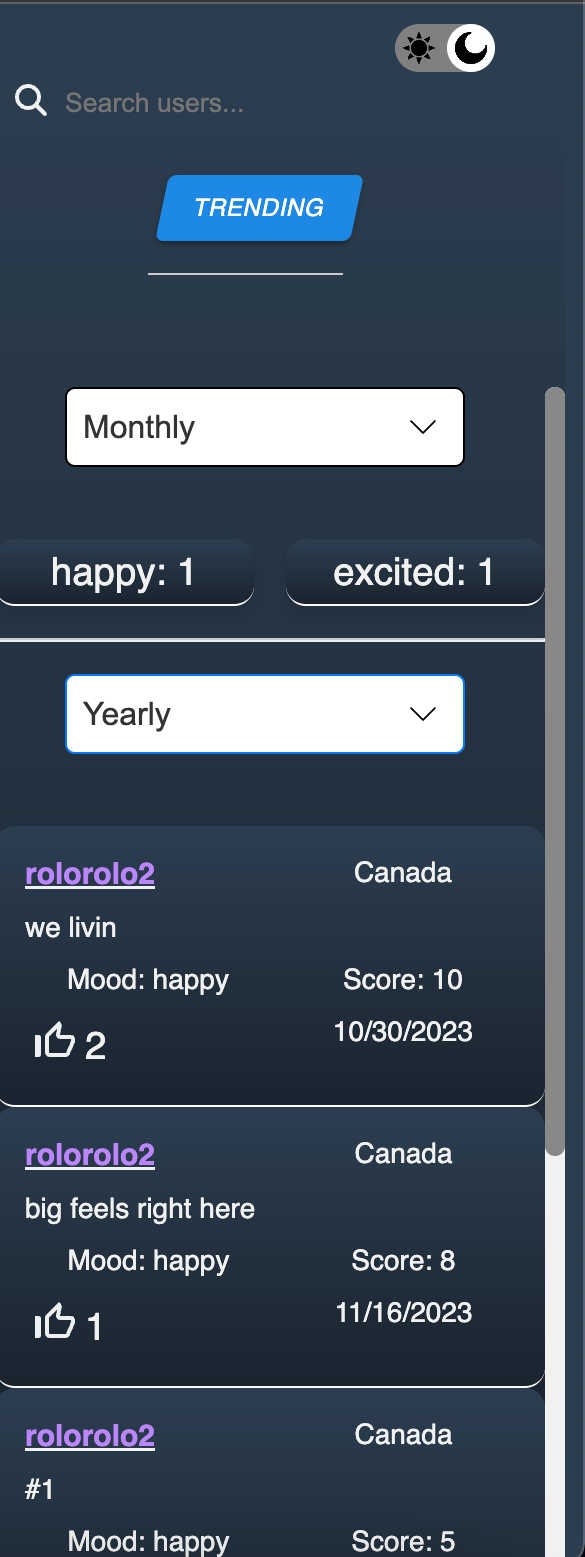 Search users...
TRENDING
Monthly
happy: 1 excited: 1
Yearly
rolorolo2 Canada
we livin
Mood: happy Score: 10
2 10/30/2023
rolorolo2 Canada
big feels right here
Mood: happy Score: 8
1 11/16/2023
rolorolo2 Canada
#1
Mood: happy Score: 5